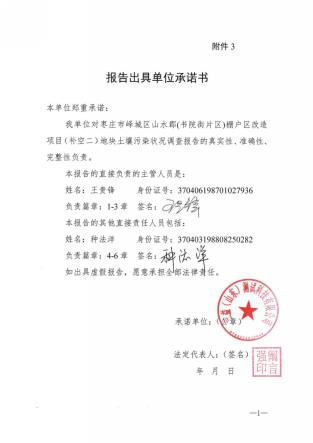 附件 3
报告出具单位承诺书
本单位郑重承诺：
我单位对枣庄市峄城区山水郡(书院街片区)棚户区改造
项目（补空二）地块土壤污染状况调查报告的真实性、准确性、
完整性负责。
本报告的直接负责的主管人员是：
姓名：王贵锋 身份证号：370406198701027936
负责篇章：1-3章 签名：
本报告的其他直接责任人员包括：
姓名：种法洋 身份证号：370403198808250282
负责篇章：4-6章 签名：种法洋
如出具虚假报告，愿意承担全部法律责任。
承诺单位：（公章）
法定代表人：（签名）
年 月 日
—1—